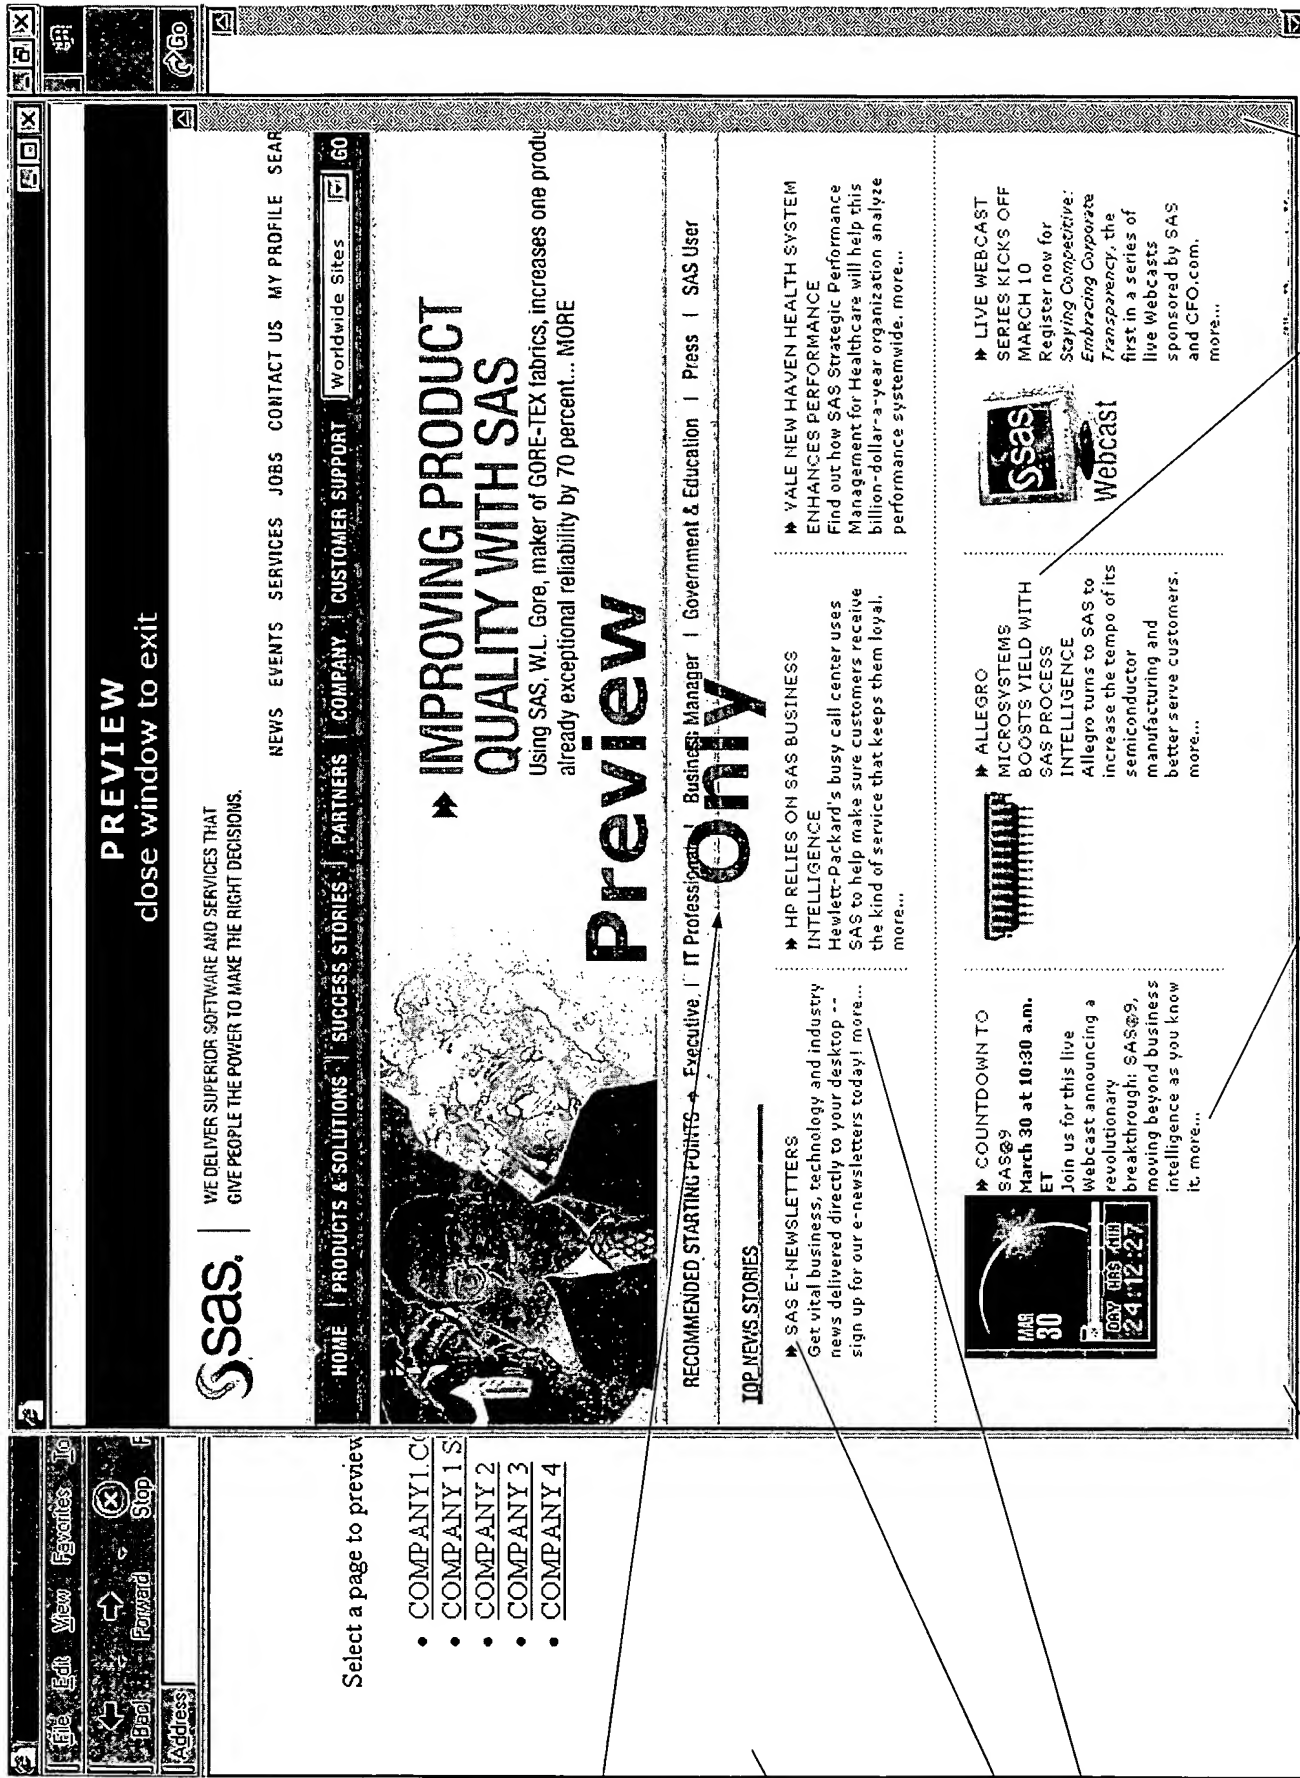 File Edit View Favorites To
Back Forward Stop F
Address
Go
Select a page to preview
• COMPANY1.CO
• COMPANY 1 S
• COMPANY 2
• COMPANY 3
• COMPANY 4
PREVIEW
close window to exit
sas.
WE DELIVER SUPERIOR SOFTWARE AND SERVICES THAT
GIVE PEOPLE THE POWER TO MAKE THE RIGHT DECISIONS.
NEWS EVENTS SERVICES JOBS CONTACT US MY PROFILE SEAR
HOME | PRODUCTS & SOLUTIONS | SUCCESS STORIES | PARTNERS | COMPANY | CUSTOMER SUPPORT Worldwide Sites GO
IMPROVING PRODUCT
QUALITY WITH SAS
Using SAS, W.L. Gore, maker of GORE-TEX fabrics, increases one produ
already exceptional reliability by 70 percent... MORE
Preview
Only
RECOMMENDED STARTING POINTS Executive | IT Professional | Business Manager | Government & Education | Press | SAS User
TOP NEWS STORIES
SAS E-NEWSLETTERS
Get vital business, technology and industry
news delivered directly to your desktop --
sign up for our e-newsletters today! more...
HP RELIES ON SAS BUSINESS
INTELLIGENCE
Hewlett-Packard's busy call center uses
SAS to help make sure customers receive
the kind of service that keeps them loyal.
more...
YALE NEW HAVEN HEALTH SYSTEM
ENHANCES PERFORMANCE
Find out how SAS Strategic Performance
Management for Healthcare will help this
billion-dollar-a-year organization analyze
performance systemwide. more...
MAR
30
DAY HRS MIN
24:12:27
COUNTDOWN TO
SAS®9
March 30 at 10:30 a.m.
ET
Join us for this live
Webcast announcing a
revolutionary
breakthrough: SAS®9,
moving beyond business
intelligence as you know
it. more...
ALLEGRO
MICROSYSTEMS
BOOSTS YIELD WITH
SAS PROCESS
INTELLIGENCE
Allegro turns to SAS to
increase the tempo of its
semiconductor
manufacturing and
better serve customers.
more...
sas
Webcast
LIVE WEBCAST
SERIES KICKS OFF
MARCH 10
Register now for
Staying Competitive:
Embracing Corporate
Transparency, the
first in a series of
live Webcasts
sponsored by SAS
and CFO.com.
more...